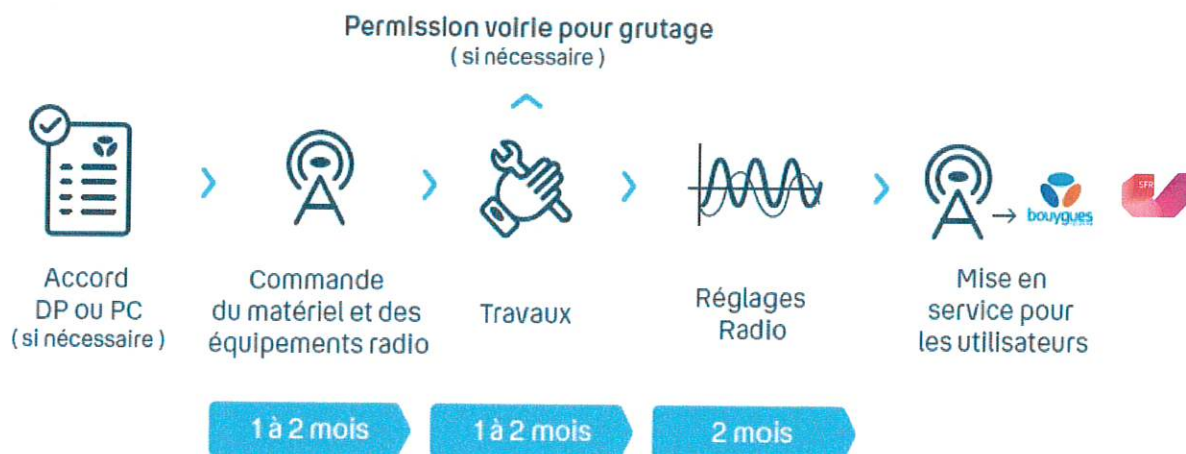 Permission voirie pour grutage
( si nécessaire )
Accord
DP ou PC
( si nécessaire )
Commande
du matériel et des
équipements radio
Travaux
Réglages
Radio
bouygues
SFR
Mise en
service pour
les utilisateurs
1 à 2 mois
1 à 2 mois
2 mois